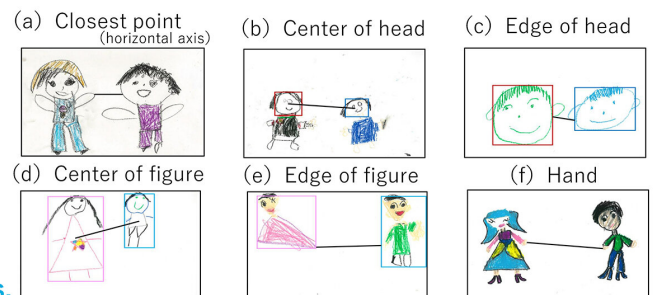 (a) Closest point
(horizontal axis)
(b) Center of head
(c) Edge of head
(d) Center of figure
(e) Edge of figure
(f) Hand
s.